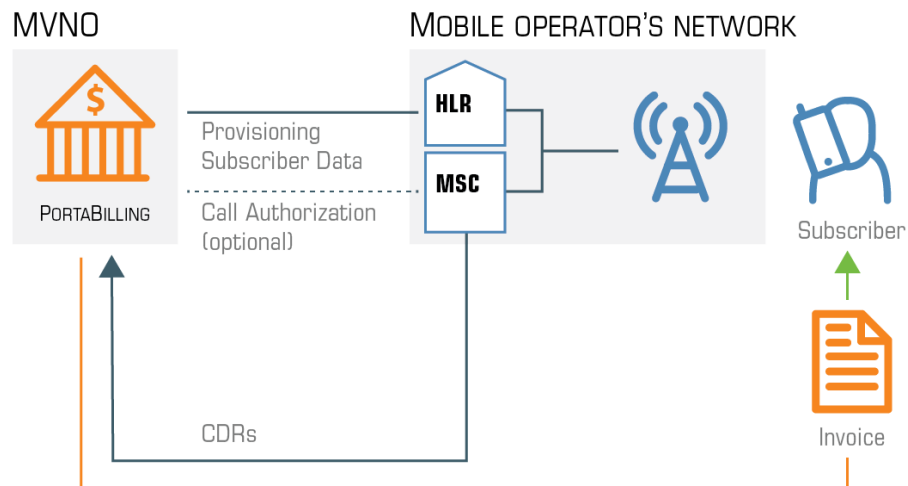 MVNO
MOBILE OPERATOR'S NETWORK
$
HLR
Provisioning
Subscriber Data
MSC
PORTABILLING
Call Authorization
(optional)
Subscriber
CDRs
Invoice